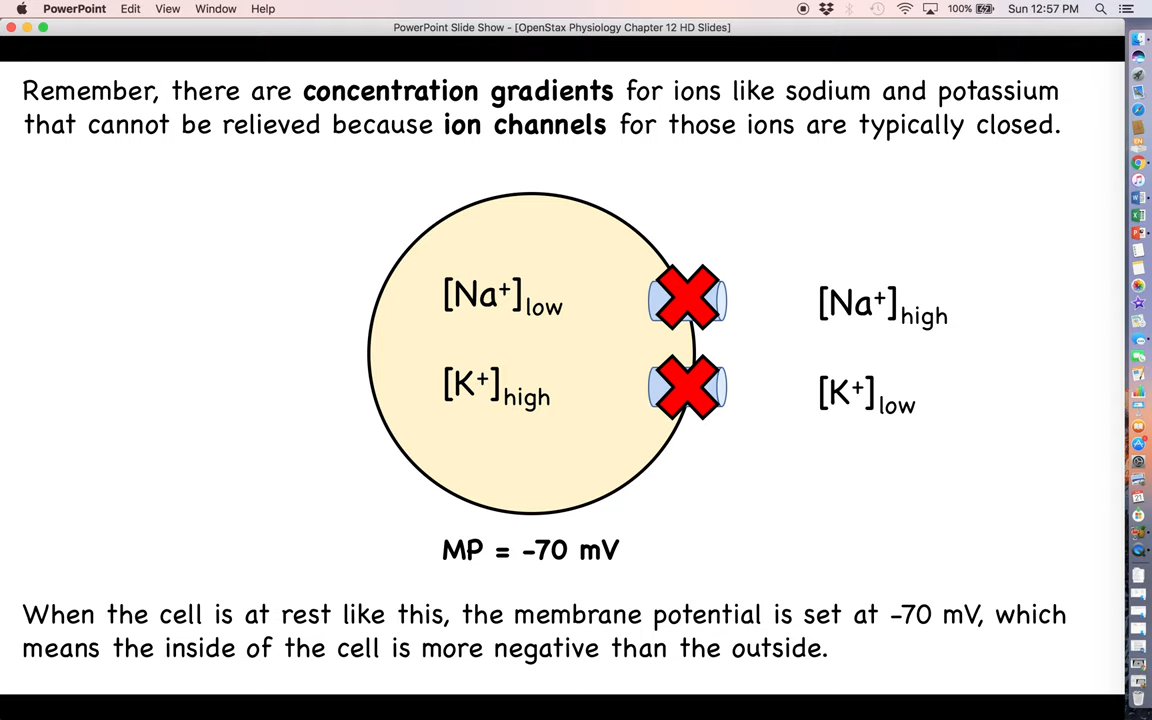 PowerPoint Edit View Window Help 100% Sun 12:57 PM
PowerPoint Slide Show - [OpenStax Physiology Chapter 12 HD Slides]
Remember, there are concentration gradients for ions like sodium and potassium
that cannot be relieved because ion channels for those ions are typically closed.
[Na⁺]low [Na⁺]high
[K⁺]high [K⁺]low
MP = -70 mV
When the cell is at rest like this, the membrane potential is set at -70 mV, which
means the inside of the cell is more negative than the outside.